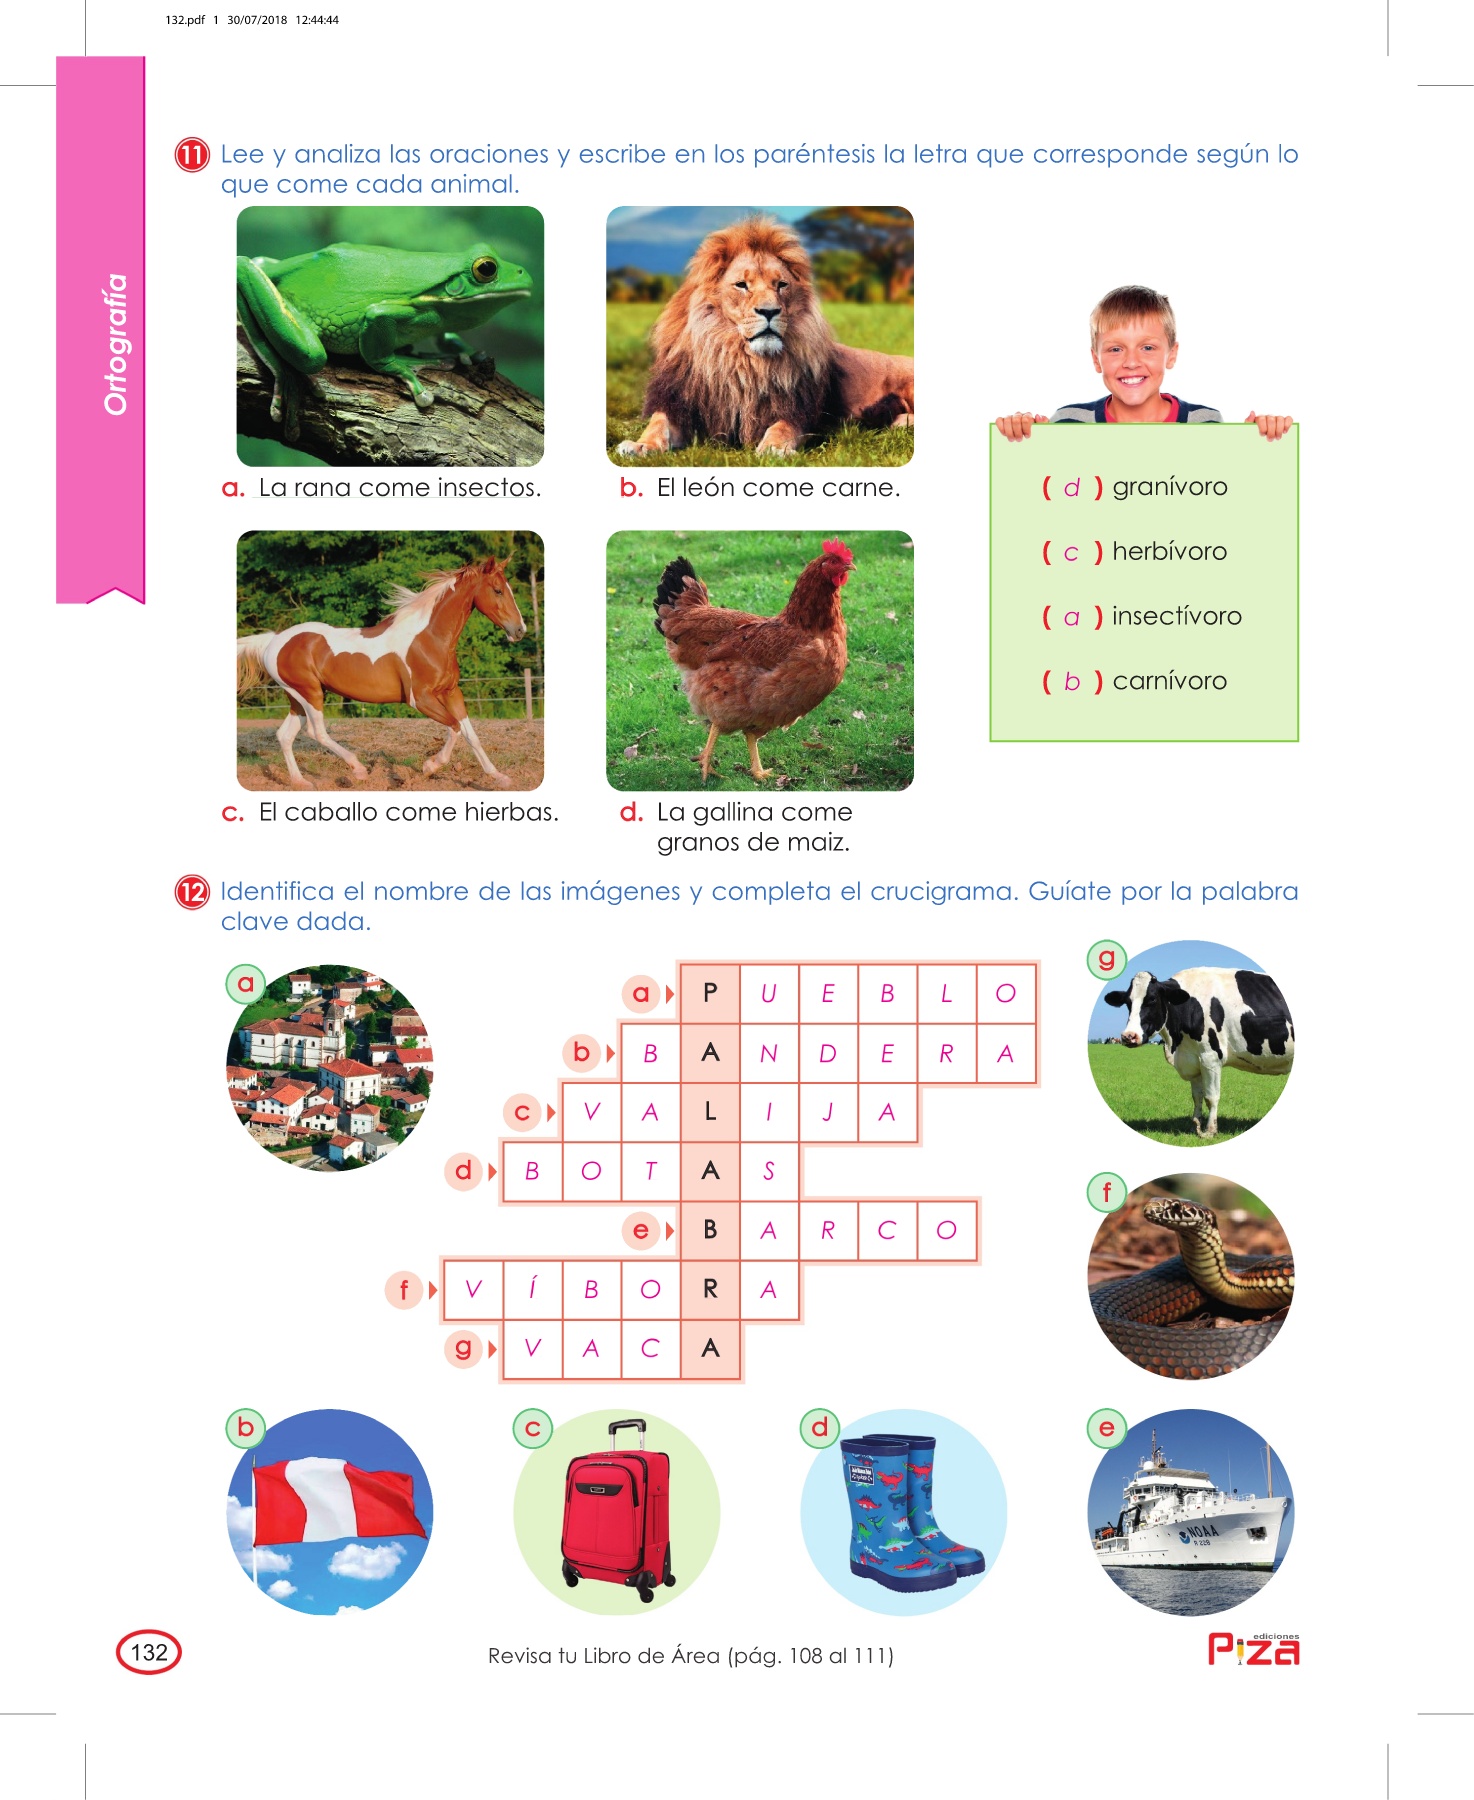 132.pdf 1 30/07/2018 12:44:44
Ortografía
11 Lee y analiza las oraciones y escribe en los paréntesis la letra que corresponde según lo
que come cada animal.
a. La rana come insectos.
b. El león come carne.
( d ) granívoro
( c ) herbívoro
( a ) insectívoro
( b ) carnívoro
c. El caballo come hierbas.
d. La gallina come
granos de maiz.
12 Identifica el nombre de las imágenes y completa el crucigrama. Guíate por la palabra
clave dada.
a
g
a P U E B L O
b B A N D E R A
c V A L I J A
d B O T A S
e B A R C O
f V Í B O R A
g V A C A
f
b
c
d
e
NOAA
R 226
132
Revisa tu Libro de Área (pág. 108 al 111)
ediciones
Piza